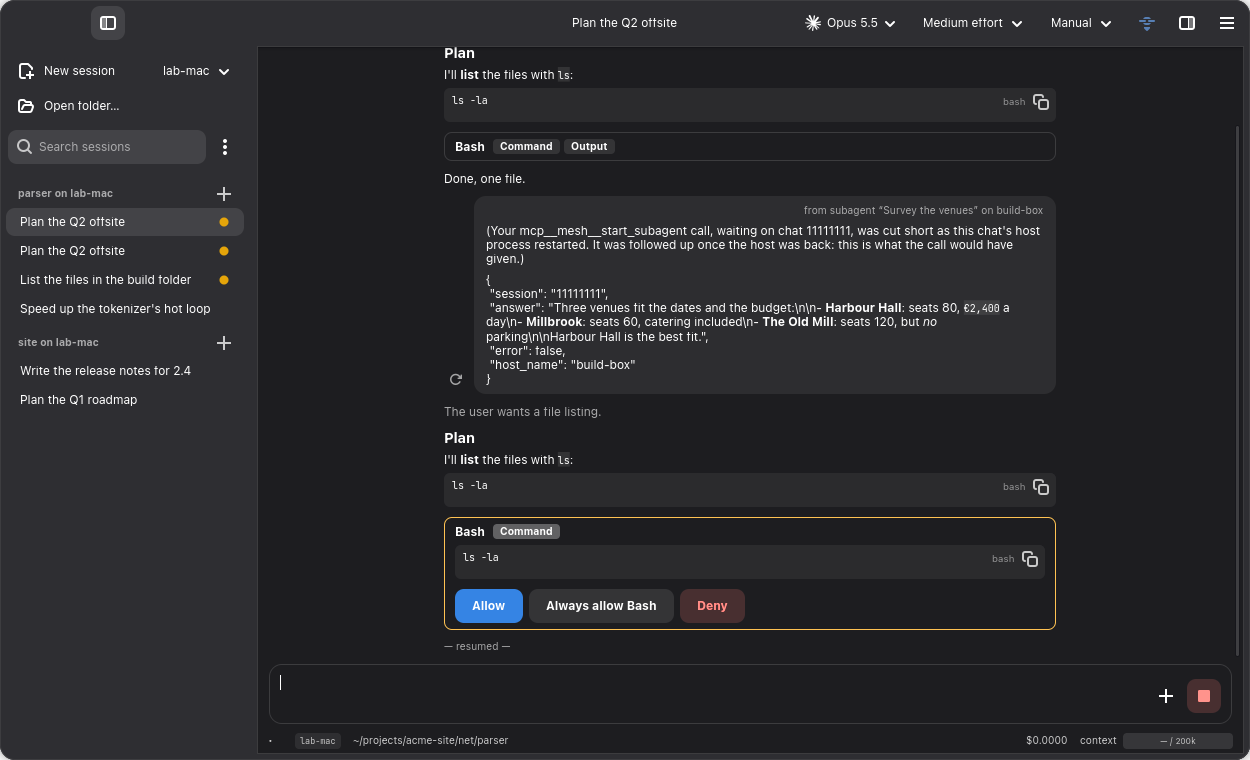 Plan the Q2 offsite
Opus 5.5
Medium effort
Manual
New session
lab-mac
Open folder...
Search sessions
parser on lab-mac
Plan the Q2 offsite
Plan the Q2 offsite
List the files in the build folder
Speed up the tokenizer's hot loop
site on lab-mac
Write the release notes for 2.4
Plan the Q1 roadmap
Plan
I'll list the files with ls:
ls -la
bash
Bash Command Output
Done, one file.
from subagent “Survey the venues” on build-box
(Your mcp__mesh__start_subagent call, waiting on chat 11111111, was cut short as this chat's host
process restarted. It was followed up once the host was back: this is what the call would have
given.)
{
"session": "11111111",
"answer": "Three venues fit the dates and the budget:\n\n- Harbour Hall: seats 80, €2,400 a
day\n- Millbrook: seats 60, catering included\n- The Old Mill: seats 120, but no
parking\n\nHarbour Hall is the best fit.",
"error": false,
"host_name": "build-box"
}
The user wants a file listing.
Plan
I'll list the files with ls:
ls -la
bash
Bash Command
ls -la
bash
Allow
Always allow Bash
Deny
— resumed —
lab-mac
~/projects/acme-site/net/parser
$0.0000
context
— / 200k